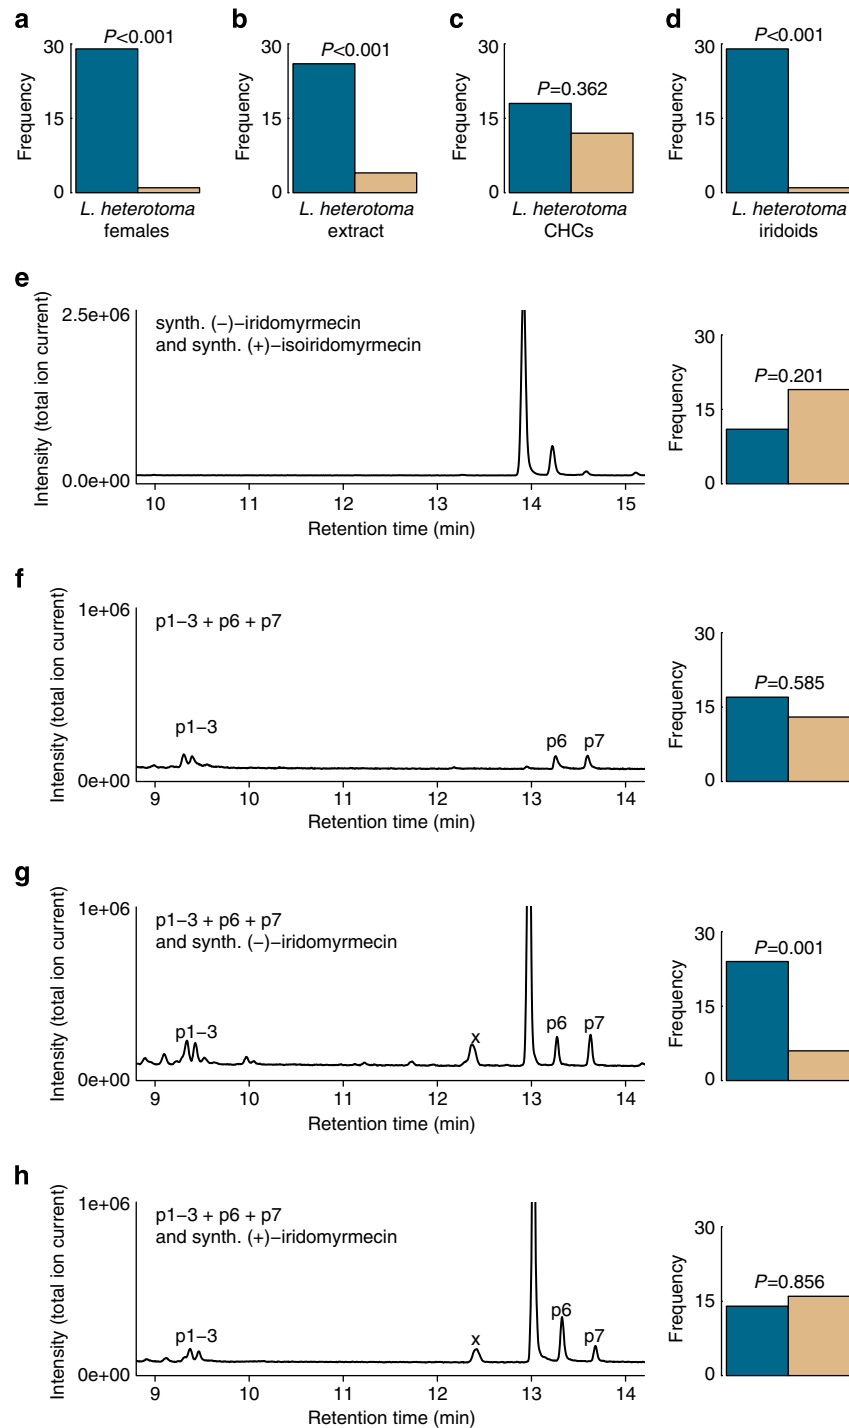 a
b
c
d
P<0.001
P<0.001
P=0.362
P<0.001
Frequency
30
15
0
Frequency
30
15
0
Frequency
30
15
0
Frequency
30
15
0
L. heterotoma
females
L. heterotoma
extract
L. heterotoma
CHCs
L. heterotoma
iridoids
e
Intensity (total ion current)
2.5e+06
0.0e+00
synth. (−)−iridomyrmecin
and synth. (+)−isoiridomyrmecin
10 11 12 13 14 15
Retention time (min)
Frequency
30
15
0
P=0.201
f
Intensity (total ion current)
1e+06
0e+00
p1−3 + p6 + p7
p1−3
p6
p7
9 10 11 12 13 14
Retention time (min)
Frequency
30
15
0
P=0.585
g
Intensity (total ion current)
1e+06
0e+00
p1−3 + p6 + p7
and synth. (−)−iridomyrmecin
p1−3
x
p6
p7
9 10 11 12 13 14
Retention time (min)
Frequency
30
15
0
P=0.001
h
Intensity (total ion current)
1e+06
0e+00
p1−3 + p6 + p7
and synth. (+)−iridomyrmecin
p1−3
x
p6
p7
9 10 11 12 13 14
Retention time (min)
Frequency
30
15
0
P=0.856